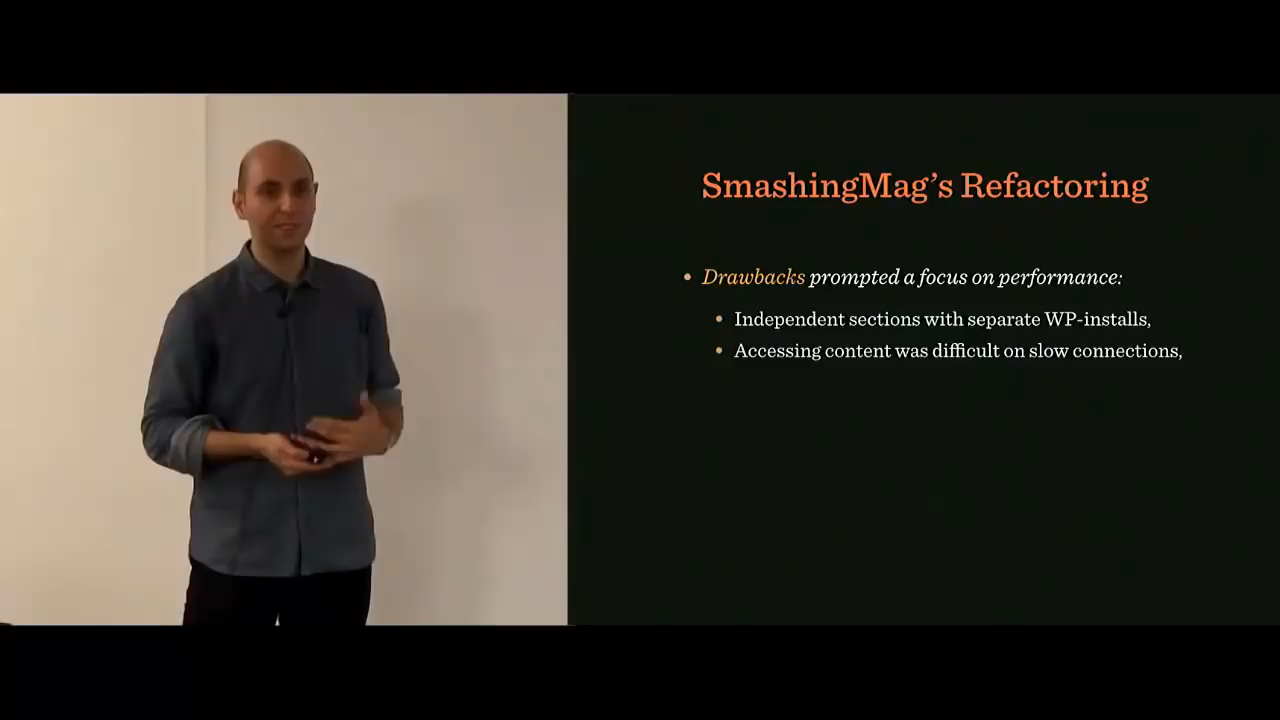 SmashingMag’s Refactoring
• Drawbacks prompted a focus on performance:
• Independent sections with separate WP-installs,
• Accessing content was difficult on slow connections,